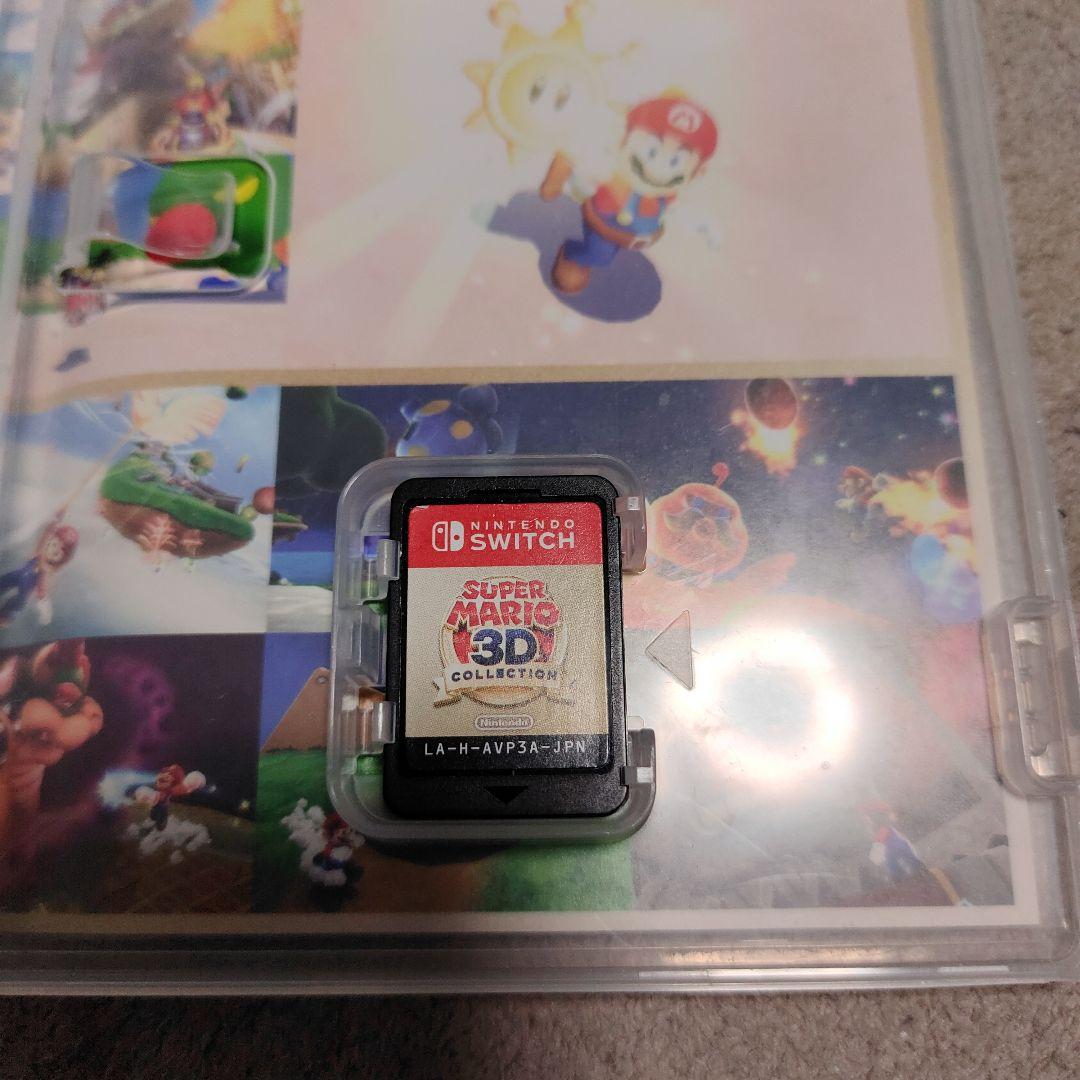 NINTENDO
SWITCH
SUPER
MARIO
3D
COLLECTION
Nintendo
LA-H-AVP3A-JPN